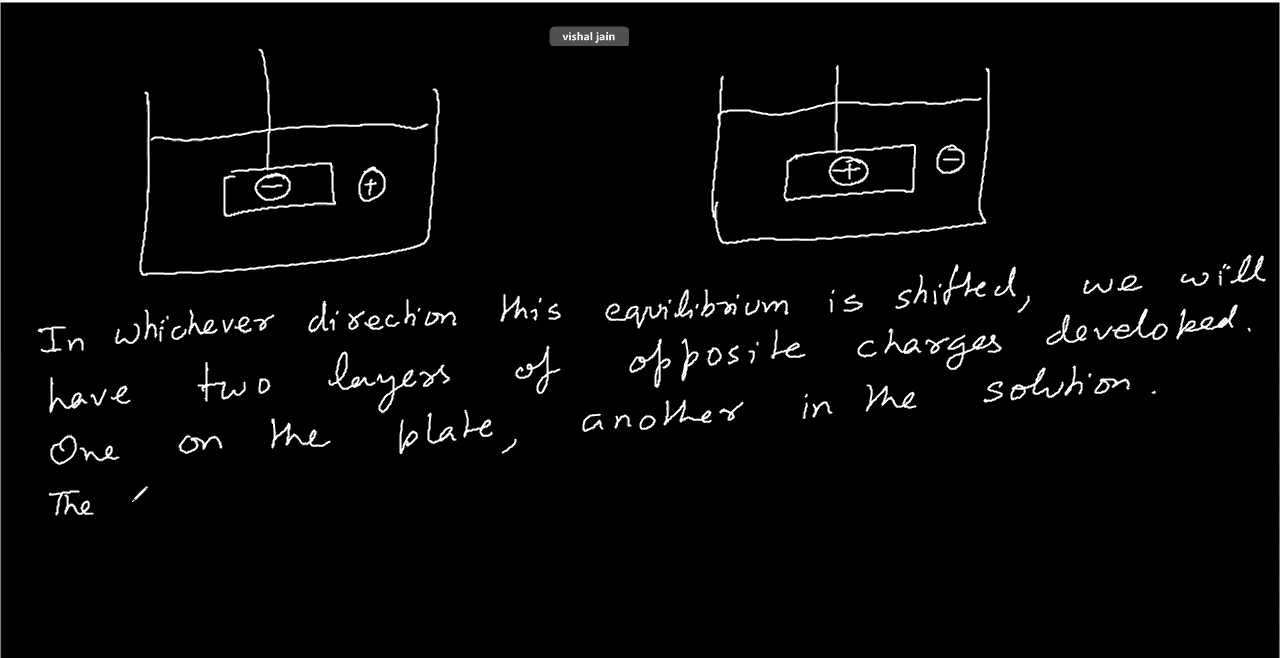 vishal jain
⊖ ⊕
⊕ ⊖
In whichever direction this equilibrium is shifted, we will
have two layers of opposite charges developed.
One on the plate, another in the solution.
The